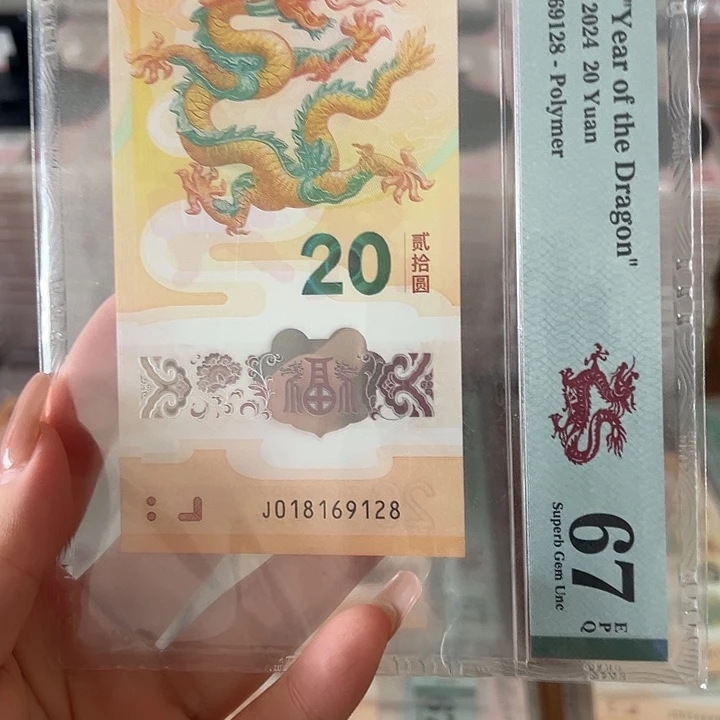 20
贰拾圆
J018169128
"Year of the Dragon"
2024 20 Yuan
69128 - Polymer
67
EPQ
Superb Gem Unc